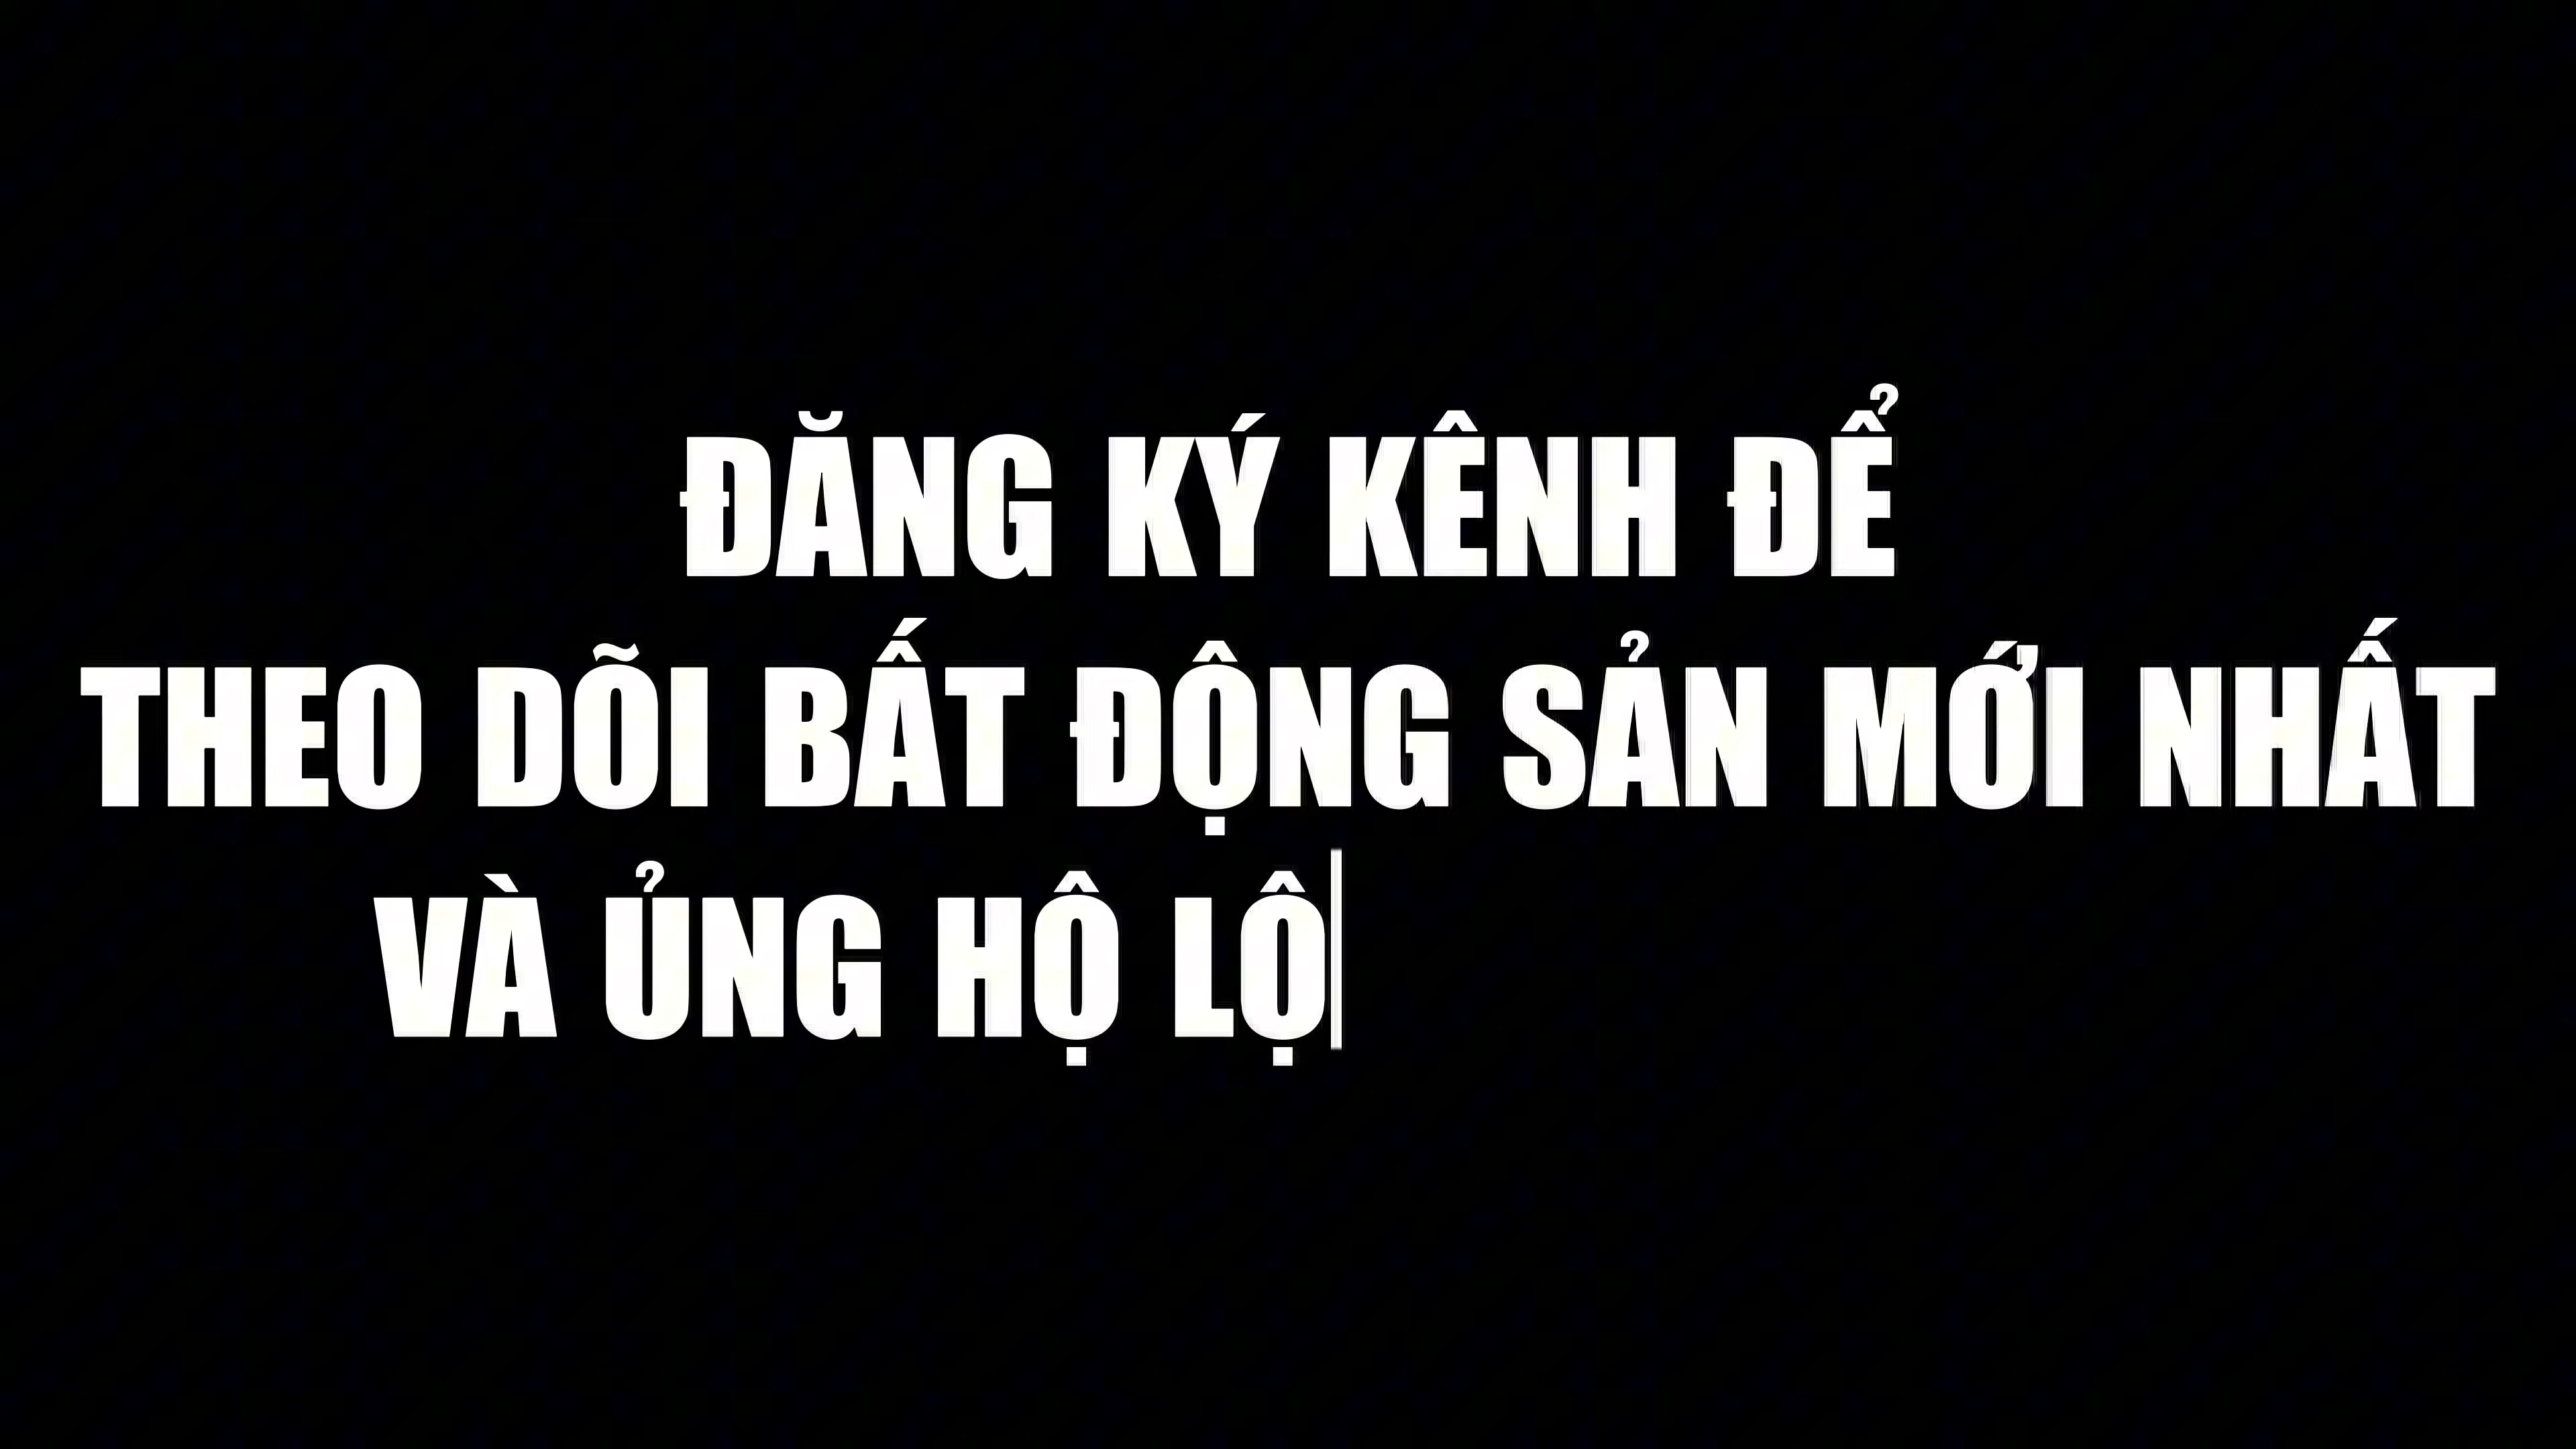 ĐĂNG KÝ KÊNH ĐỂ
THEO DÕI BẤT ĐỘNG SẢN MỚI NHẤT
VÀ ỦNG HỘ LỘ